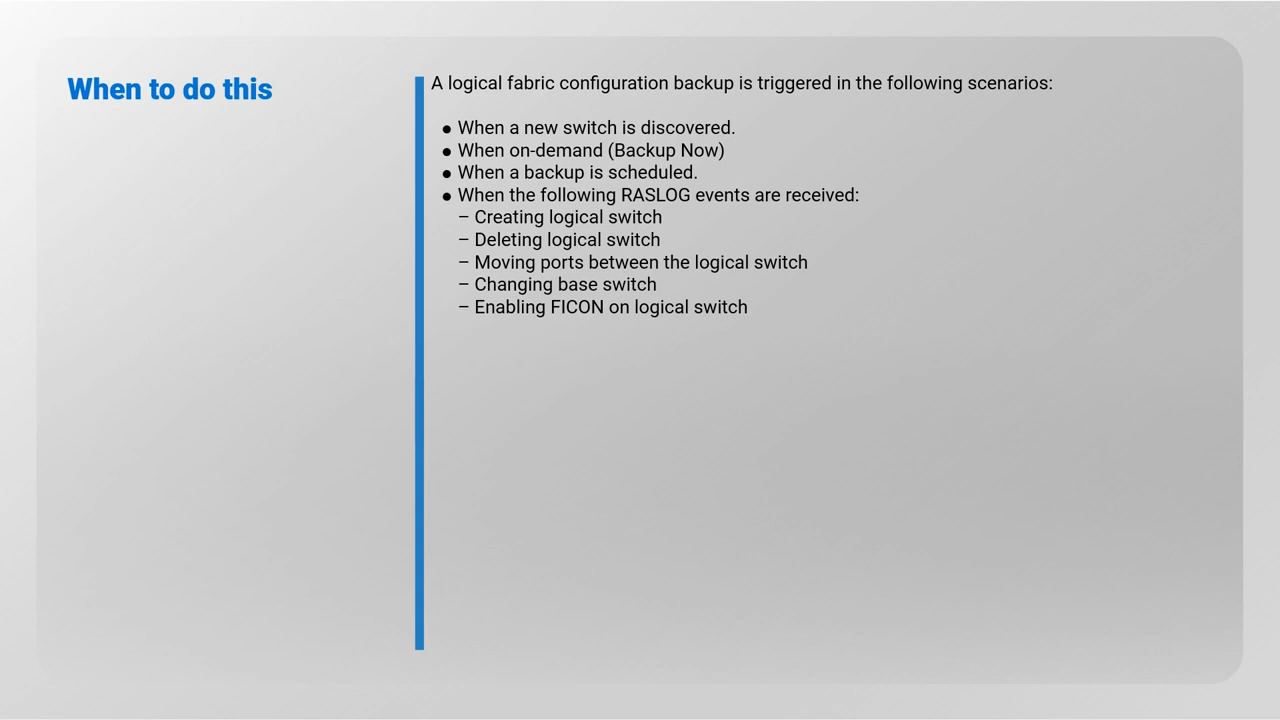 When to do this
A logical fabric configuration backup is triggered in the following scenarios:
● When a new switch is discovered.
● When on-demand (Backup Now)
● When a backup is scheduled.
● When the following RASLOG events are received:
– Creating logical switch
– Deleting logical switch
– Moving ports between the logical switch
– Changing base switch
– Enabling FICON on logical switch